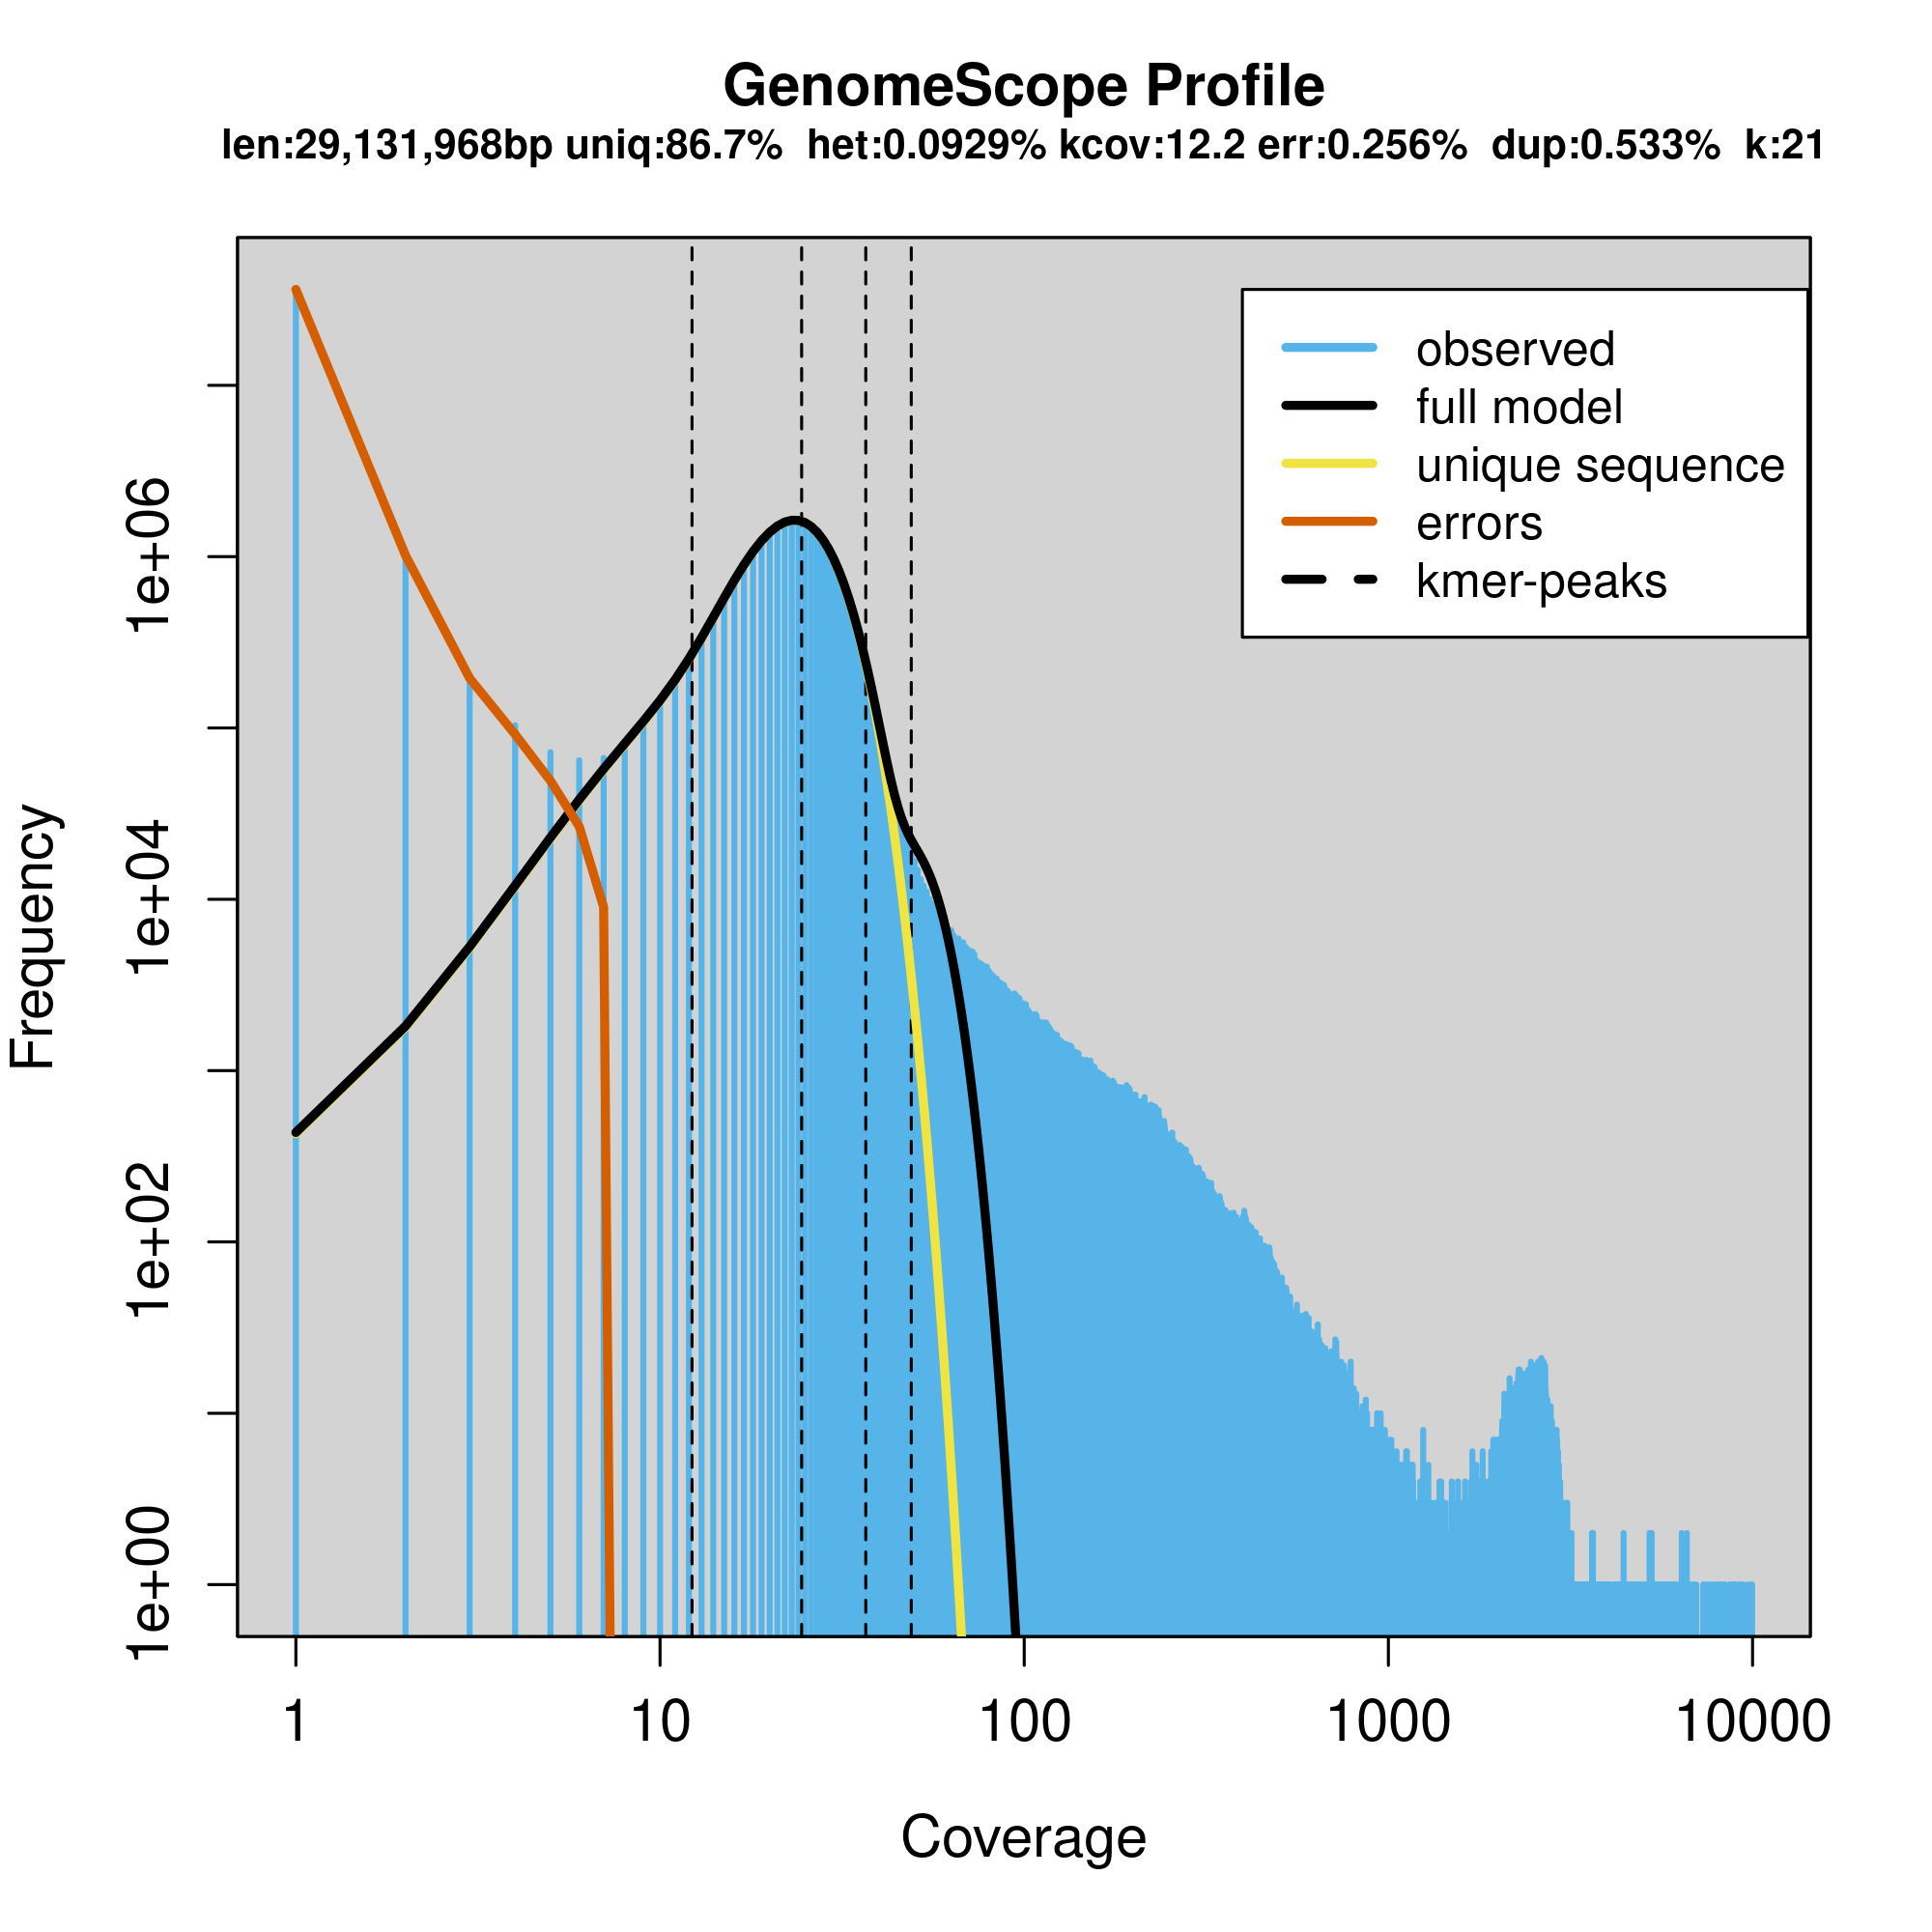 GenomeScope Profile
len:29,131,968bp uniq:86.7% het:0.0929% kcov:12.2 err:0.256% dup:0.533% k:21
observed
full model
unique sequence
errors
kmer-peaks
Frequency
1e+06
1e+04
1e+02
1e+00
1 10 100 1000 10000
Coverage